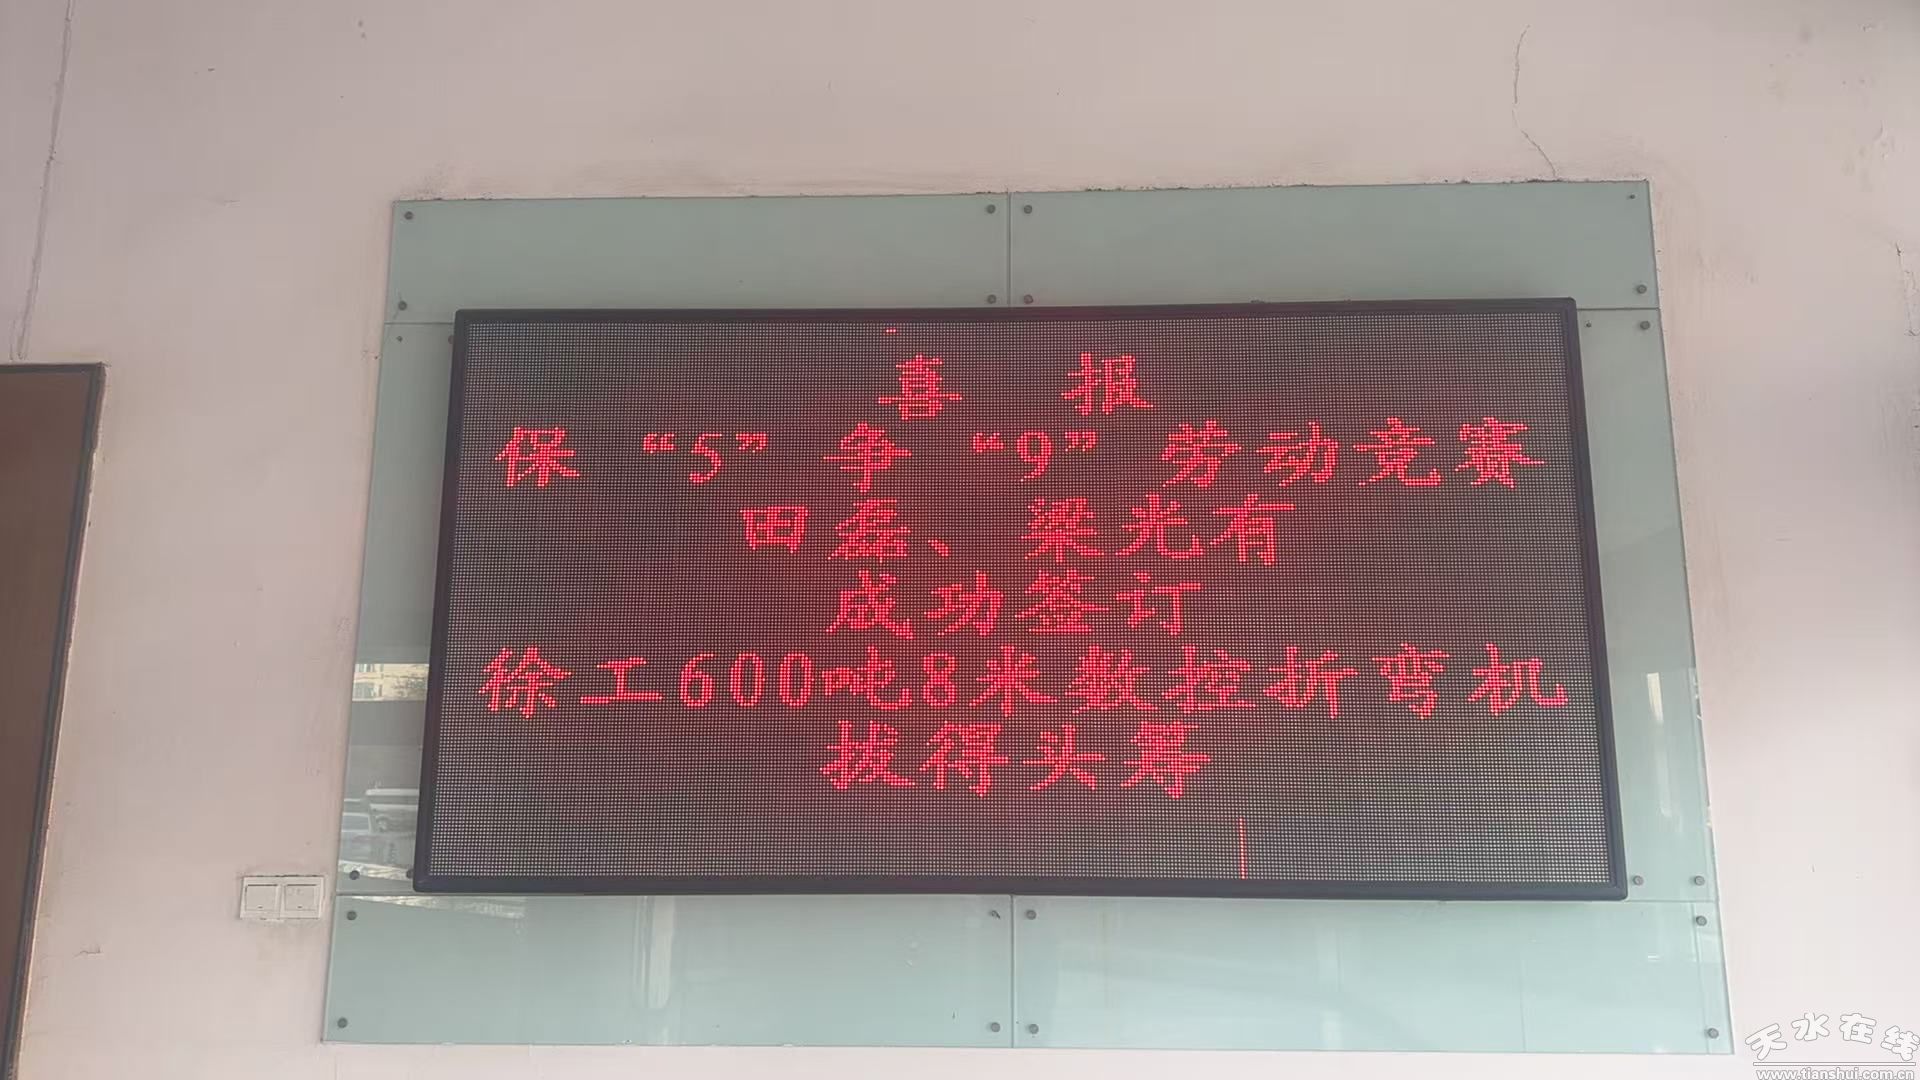 喜 报
保“5”争“9”劳动竞赛
田磊、梁光有
成功签订
徐工600吨8米数控折弯机
拔得头筹
天水在线
www.tianshui.com.cn